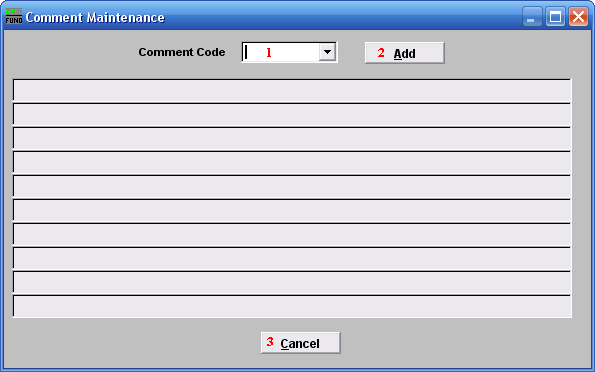 FUND Comment Maintenance
Comment Code 1 2 Add
3 Cancel